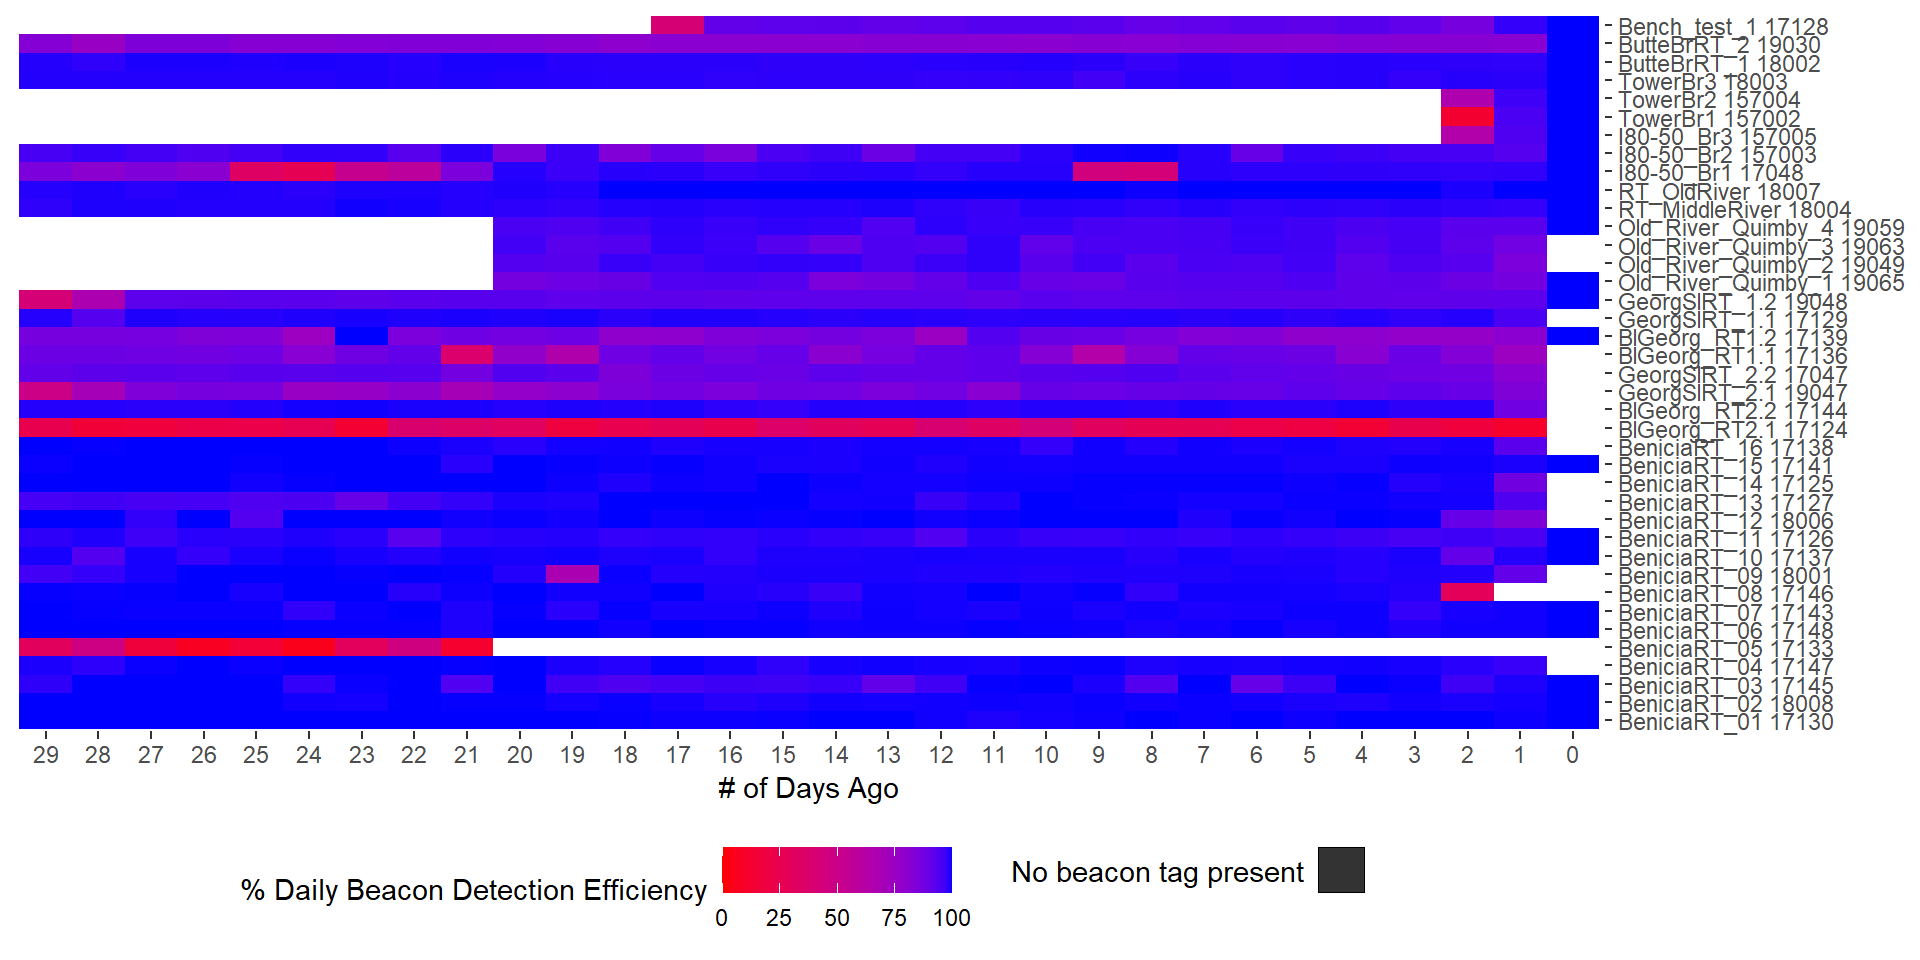 Bench_test_1 17128
ButteBrRT_2 19030
ButteBrRT_1 18002
TowerBr3 18003
TowerBr2 157004
TowerBr1 157002
I80-50_Br3 157005
I80-50_Br2 157003
I80-50_Br1 17048
RT_OldRiver 18007
RT_MiddleRiver 18004
Old_River_Quimby_4 19059
Old_River_Quimby_3 19063
Old_River_Quimby_2 19049
Old_River_Quimby_1 19065
GeorgSlRT_1.2 19048
GeorgSlRT_1.1 17129
BlGeorg_RT1.2 17139
BlGeorg_RT1.1 17136
GeorgSlRT_2.2 17047
GeorgSlRT_2.1 19047
BlGeorg_RT2.2 17144
BlGeorg_RT2.1 17124
BeniciaRT_16 17138
BeniciaRT_15 17141
BeniciaRT_14 17125
BeniciaRT_13 17127
BeniciaRT_12 18006
BeniciaRT_11 17126
BeniciaRT_10 17137
BeniciaRT_09 18001
BeniciaRT_08 17146
BeniciaRT_07 17143
BeniciaRT_06 17148
BeniciaRT_05 17133
BeniciaRT_04 17147
BeniciaRT_03 17145
BeniciaRT_02 18008
BeniciaRT_01 17130
29 28 27 26 25 24 23 22 21 20 19 18 17 16 15 14 13 12 11 10 9 8 7 6 5 4 3 2 1 0
# of Days Ago
% Daily Beacon Detection Efficiency
0 25 50 75 100
No beacon tag present